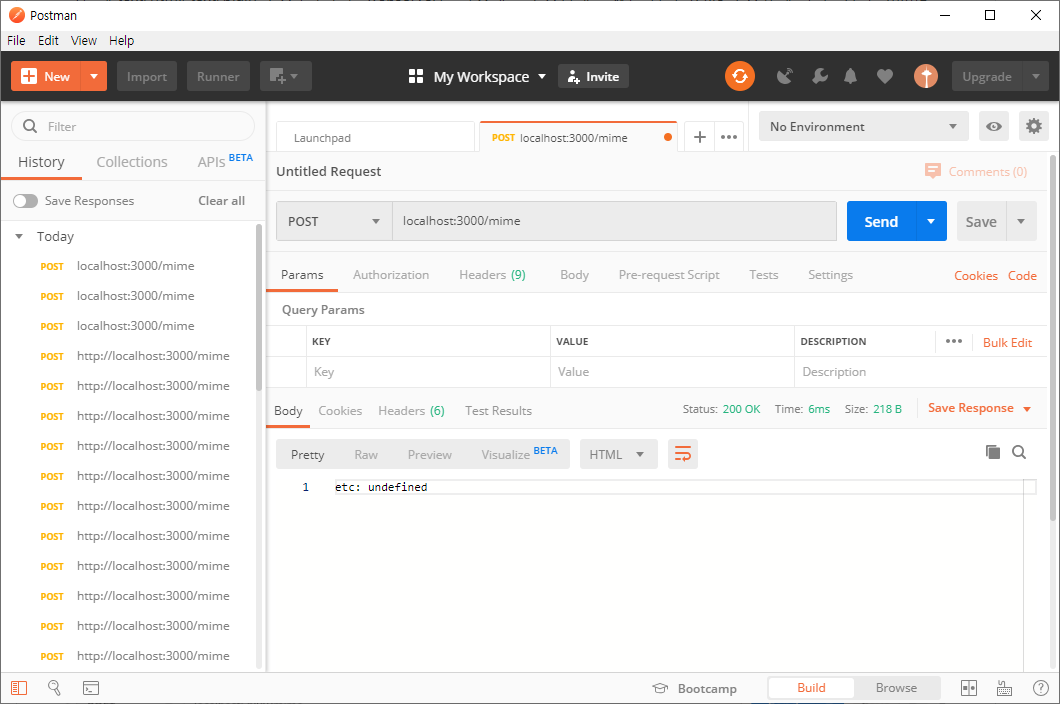 Postman
File Edit View Help
New Import Runner My Workspace Invite Upgrade
Filter
History Collections APIs BETA
Save Responses Clear all
Today
POST localhost:3000/mime
POST localhost:3000/mime
POST localhost:3000/mime
POST http://localhost:3000/mime
POST http://localhost:3000/mime
POST http://localhost:3000/mime
POST http://localhost:3000/mime
POST http://localhost:3000/mime
POST http://localhost:3000/mime
POST http://localhost:3000/mime
POST http://localhost:3000/mime
POST http://localhost:3000/mime
POST http://localhost:3000/mime
POST http://localhost:3000/mime
Launchpad POST localhost:3000/mime No Environment
Untitled Request Comments (0)
POST localhost:3000/mime Send Save
Params Authorization Headers (9) Body Pre-request Script Tests Settings Cookies Code
Query Params
KEY VALUE DESCRIPTION Bulk Edit
Key Value Description
Body Cookies Headers (6) Test Results Status: 200 OK Time: 6ms Size: 218 B Save Response
Pretty Raw Preview Visualize BETA HTML
1 etc: undefined
Bootcamp Build Browse